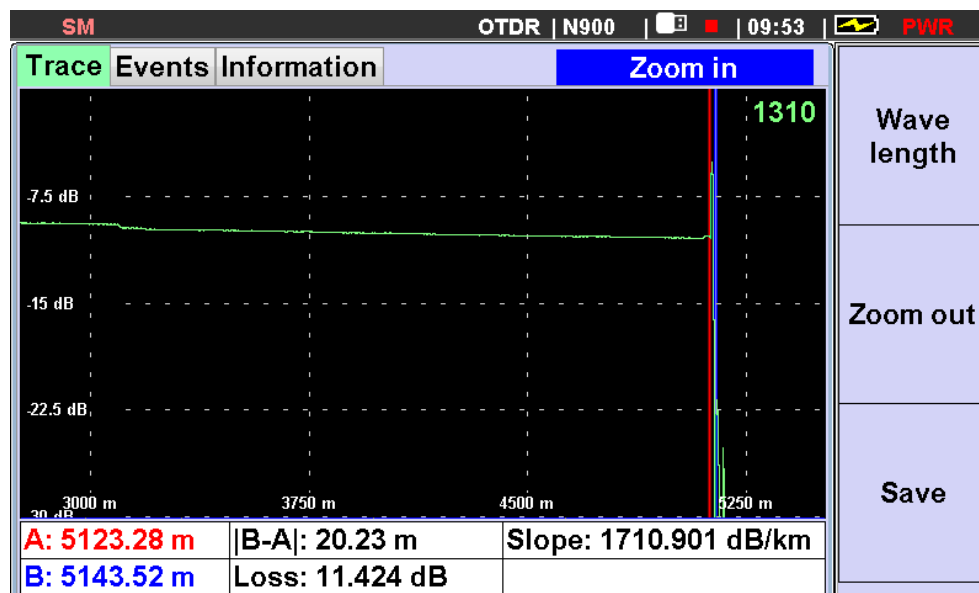 SM OTDR | N900 | | 09:53 | PWR
Trace Events Information Zoom in
1310
Wave
length
-7.5 dB
-15 dB
Zoom out
-22.5 dB
3000 m 3750 m 4500 m 5250 m
-30 dB
Save
A: 5123.28 m |B-A|: 20.23 m Slope: 1710.901 dB/km
B: 5143.52 m Loss: 11.424 dB